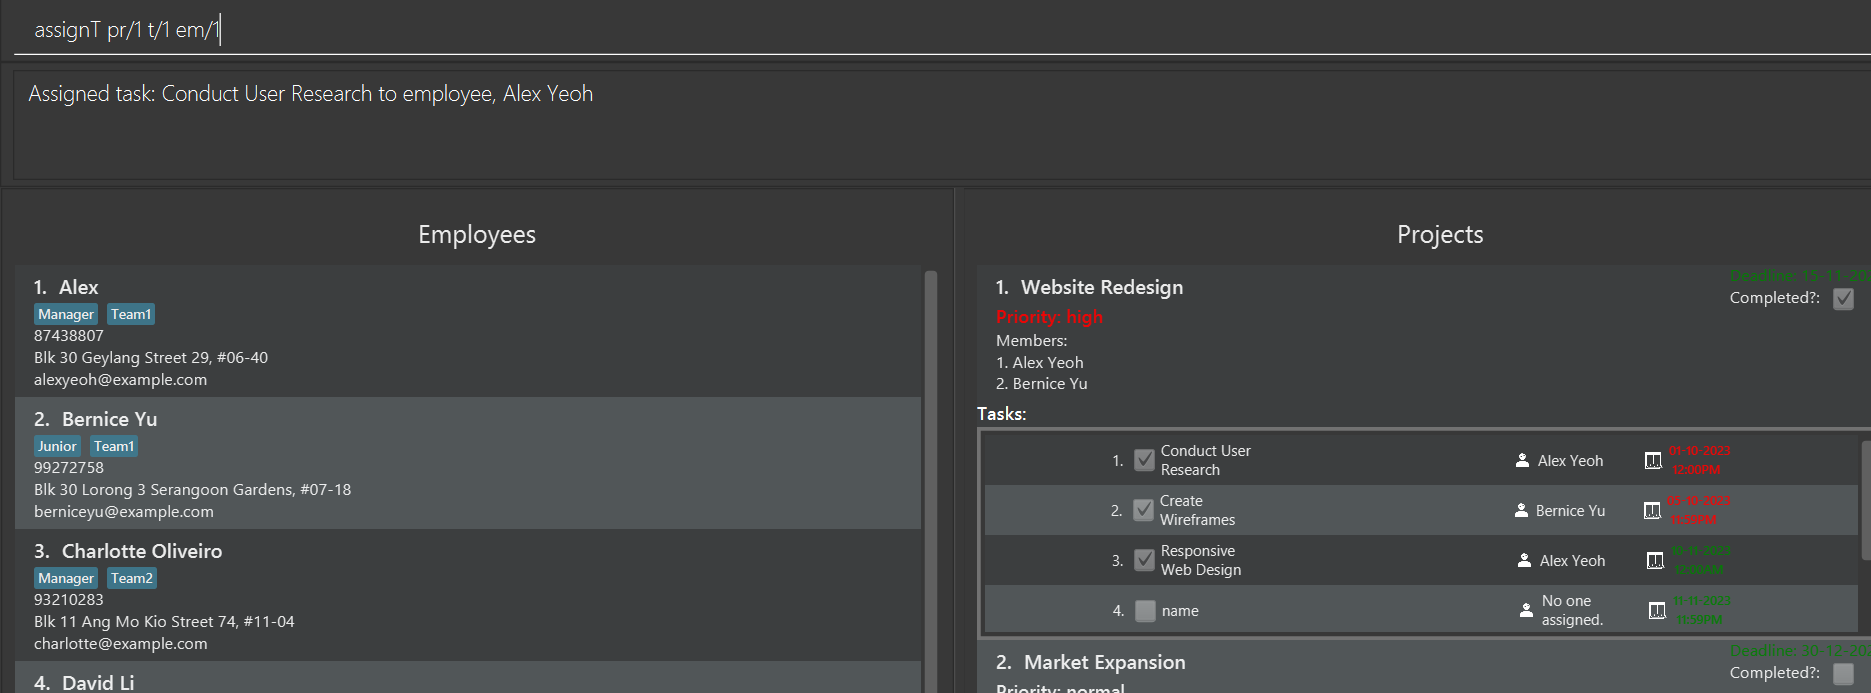 assignT pr/1 t/1 em/1
Assigned task: Conduct User Research to employee, Alex Yeoh
Employees
1. Alex
Manager Team1
87438807
Blk 30 Geylang Street 29, #06-40
alexyeoh@example.com
2. Bernice Yu
Junior Team1
99272758
Blk 30 Lorong 3 Serangoon Gardens, #07-18
berniceyu@example.com
3. Charlotte Oliveiro
Manager Team2
93210283
Blk 11 Ang Mo Kio Street 74, #11-04
charlotte@example.com
4. David Li
Projects
1. Website Redesign
Deadline: 15-11-202
Completed?:
Priority: high
Members:
1. Alex Yeoh
2. Bernice Yu
Tasks:
1. Conduct User
Research
Alex Yeoh
01-10-2023
12:00PM
2. Create
Wireframes
Bernice Yu
05-10-2023
11:59PM
3. Responsive
Web Design
Alex Yeoh
10-11-2023
12:00AM
4. name
No one
assigned.
11-11-2023
11:59PM
2. Market Expansion
Deadline: 30-12-202
Completed?:
Priority: normal